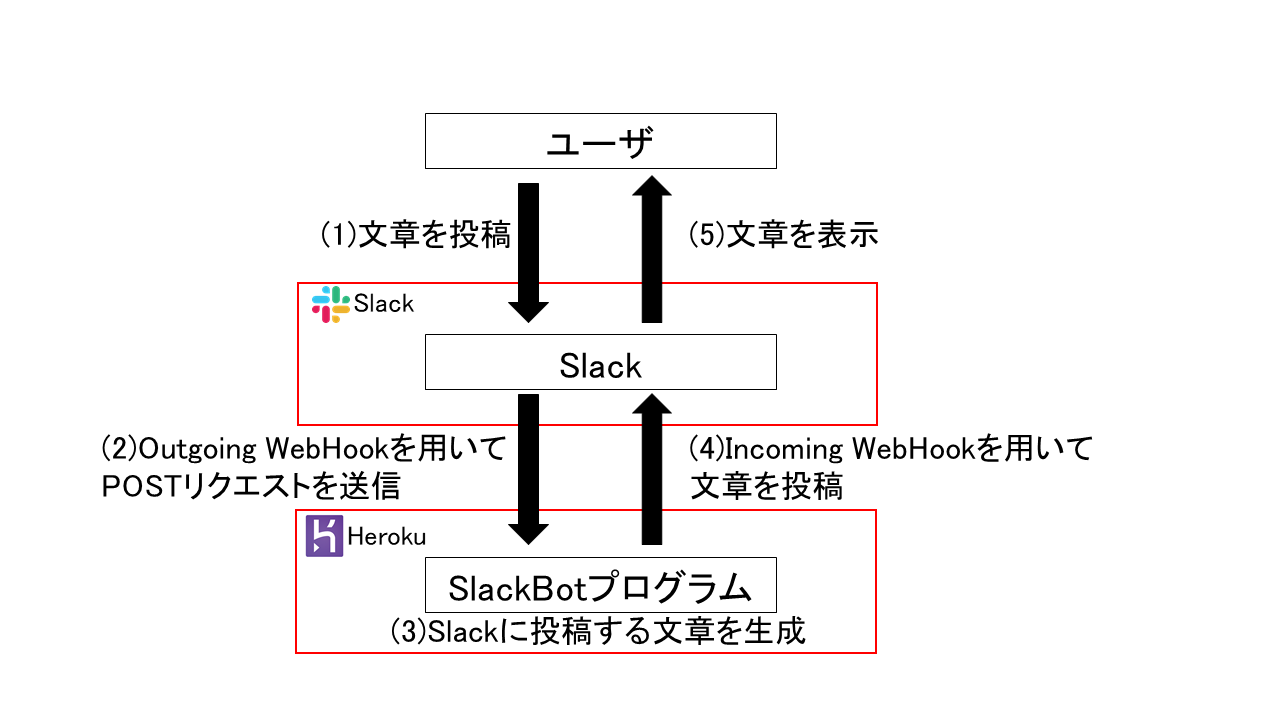 ユーザ
(1)文章を投稿
(5)文章を表示
Slack
Slack
(2)Outgoing WebHookを用いて
POSTリクエストを送信
(4)Incoming WebHookを用いて
文章を投稿
Heroku
SlackBotプログラム
(3)Slackに投稿する文章を生成